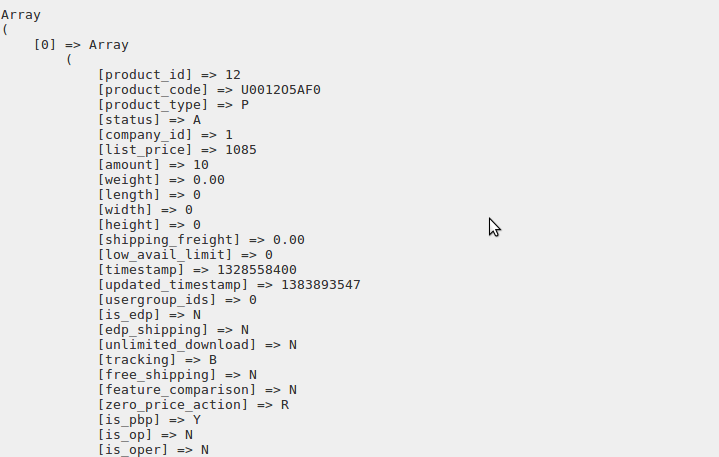 Array
(
    [0] => Array
        (
            [product_id] => 12
            [product_code] => U0012O5AF0
            [product_type] => P
            [status] => A
            [company_id] => 1
            [list_price] => 1085
            [amount] => 10
            [weight] => 0.00
            [length] => 0
            [width] => 0
            [height] => 0
            [shipping_freight] => 0.00
            [low_avail_limit] => 0
            [timestamp] => 1328558400
            [updated_timestamp] => 1383893547
            [usergroup_ids] => 0
            [is_edp] => N
            [edp_shipping] => N
            [unlimited_download] => N
            [tracking] => B
            [free_shipping] => N
            [feature_comparison] => N
            [zero_price_action] => R
            [is_pbp] => Y
            [is_op] => N
            [is_oper] => N